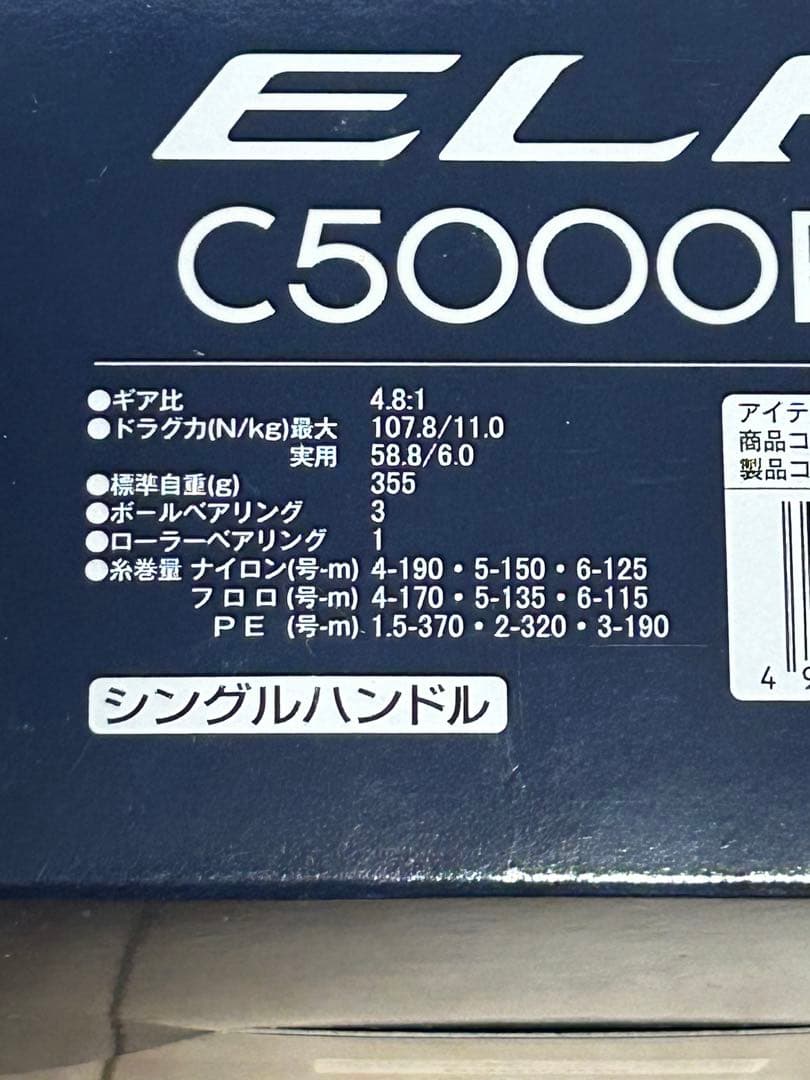 C5000
●ギア比 4.8:1
●ドラグ力(N/kg)最大 107.8/11.0
実用 58.8/6.0
●標準自重(g) 355
●ボールベアリング 3
●ローラーベアリング 1
●糸巻量 ナイロン(号-m) 4-190・5-150・6-125
フロロ(号-m) 4-170・5-135・6-115
PE (号-m) 1.5-370・2-320・3-190
シングルハンドル
アイテ
商品コ
製品コ
4